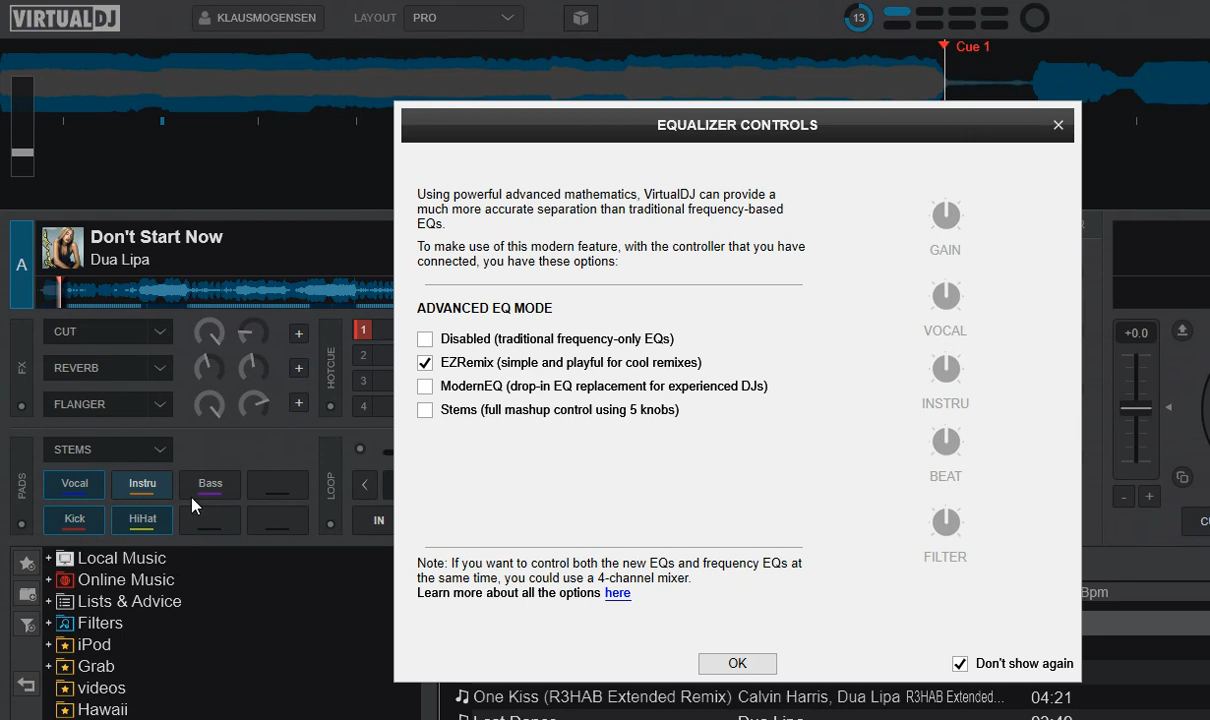 VIRTUALDJ
KLAUSMOGENSEN
LAYOUT
PRO
13
Cue 1
EQUALIZER CONTROLS
Using powerful advanced mathematics, VirtualDJ can provide a
much more accurate separation than traditional frequency-based
EQs.
To make use of this modern feature, with the controller that you have
connected, you have these options:
ADVANCED EQ MODE
Disabled (traditional frequency-only EQs)
EZRemix (simple and playful for cool remixes)
ModernEQ (drop-in EQ replacement for experienced DJs)
Stems (full mashup control using 5 knobs)
GAIN
VOCAL
INSTRU
BEAT
FILTER
Note: If you want to control both the new EQs and frequency EQs at
the same time, you could use a 4-channel mixer.
Learn more about all the options here
OK
Don't show again
A
Don't Start Now
Dua Lipa
FX
CUT
REVERB
FLANGER
HOTCUE
1
2
3
4
+0.0
PADS
STEMS
Vocal
Instru
Bass
Kick
HiHat
LOOP
IN
- +
CU
Local Music
Online Music
Lists & Advice
Filters
iPod
Grab
videos
Hawaii
Bpm
One Kiss (R3HAB Extended Remix) Calvin Harris, Dua Lipa R3HAB Extended... 04:21